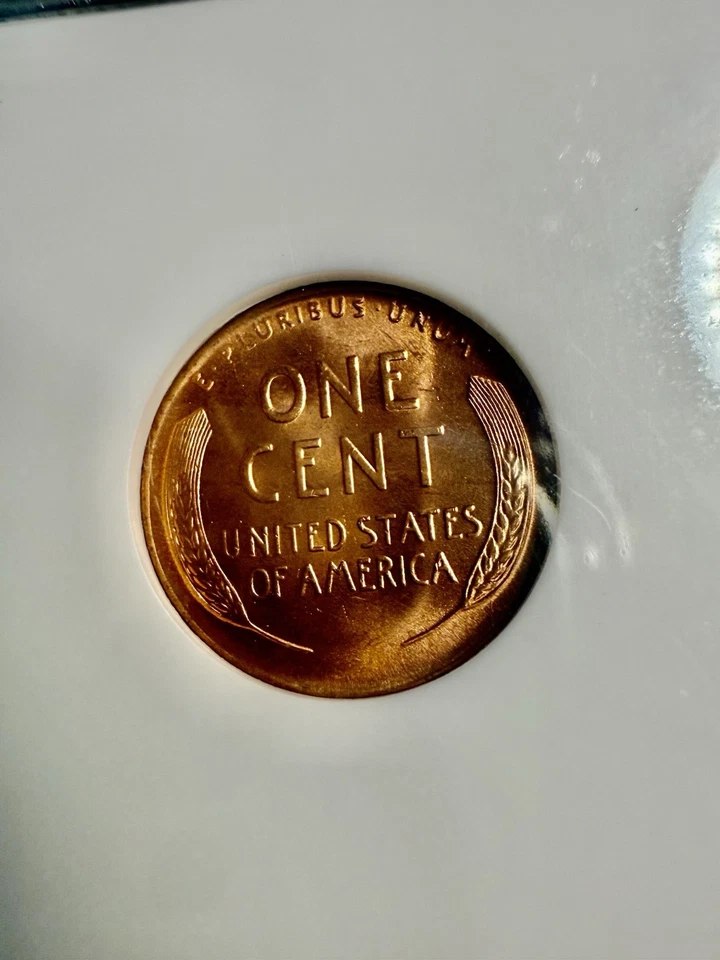 E·PLURIBUS·UNUM
ONE
CENT
UNITED STATES
OF AMERICA